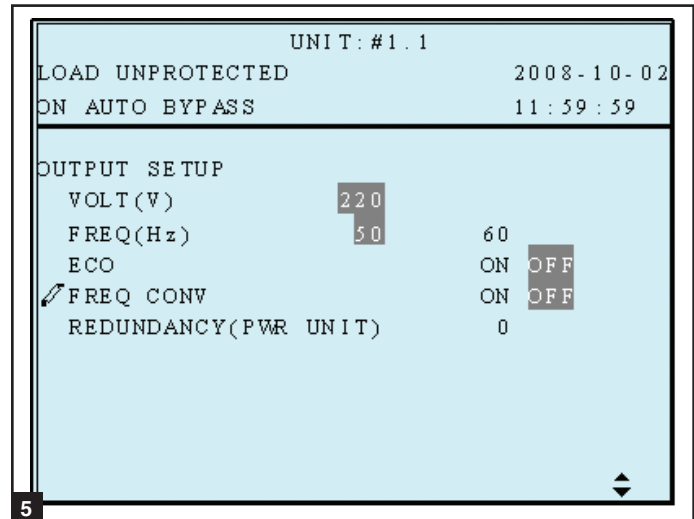 UNIT:#1.1
LOAD UNPROTECTED 2008-10-02
ON AUTO BYPASS 11:59:59
OUTPUT SETUP
VOLT(V) 220
FREQ(Hz) 50 60
ECO ON OFF
FREQ CONV ON OFF
REDUNDANCY(PWR UNIT) 0
5